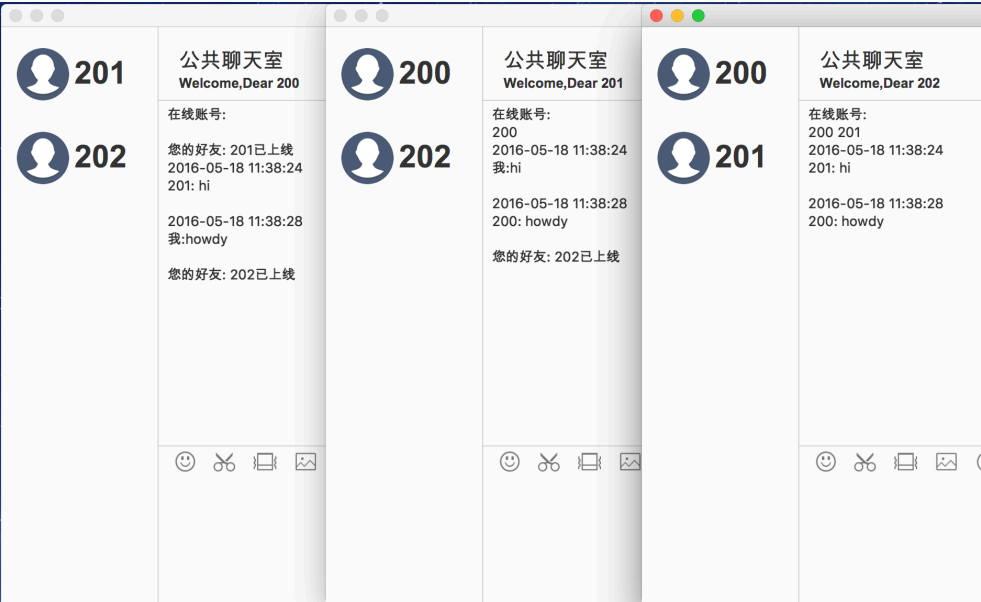 201
202
公共聊天室
Welcome,Dear 200
在线账号:
您的好友: 201已上线
2016-05-18 11:38:24
201: hi
2016-05-18 11:38:28
我:howdy
您的好友: 202已上线
200
202
公共聊天室
Welcome,Dear 201
在线账号:
200
2016-05-18 11:38:24
我:hi
2016-05-18 11:38:28
200: howdy
您的好友: 202已上线
200
201
公共聊天室
Welcome,Dear 202
在线账号:
200 201
2016-05-18 11:38:24
201: hi
2016-05-18 11:38:28
200: howdy